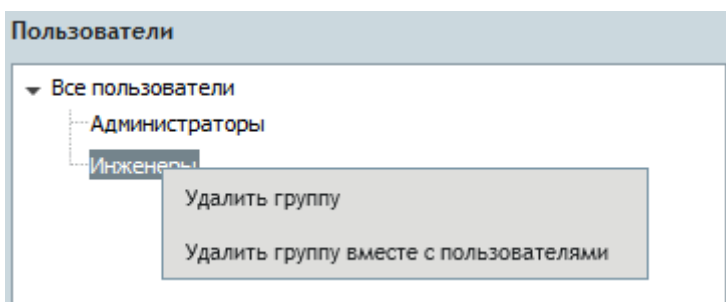 Пользователи
Все пользователи
Администраторы
Инженеры
Удалить группу
Удалить группу вместе с пользователями